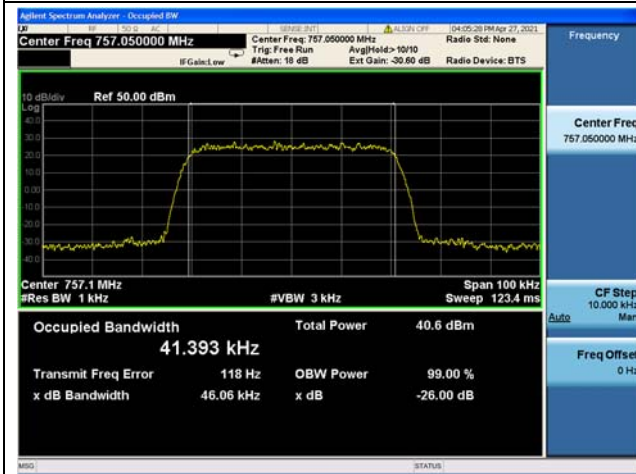 Agilent Spectrum Analyzer - Occupied BW
RF 50 Ω AC SENSE:INT ALIGN OFF 04:05:28 PM Apr 27, 2021
Center Freq 757.050000 MHz
Center Freq: 757.050000 MHz
Radio Std: None
Trig: Free Run Avg|Hold>10/10
IFGain:Low #Atten: 18 dB Ext Gain: -30.60 dB Radio Device: BTS
Frequency
10 dB/div Ref 50.00 dBm
Log
40.0
30.0
20.0
10.0
0.00
-10.0
-20.0
-30.0
-40.0
Center 757.1 MHz Span 100 kHz
#Res BW 1 kHz #VBW 3 kHz Sweep 123.4 ms
Occupied Bandwidth Total Power 40.6 dBm
41.393 kHz
Transmit Freq Error 118 Hz OBW Power 99.00 %
x dB Bandwidth 46.06 kHz x dB -26.00 dB
Center Freq
757.050000 MHz
CF Step
10.000 kHz
Auto Man
Freq Offset
0 Hz
MSG STATUS